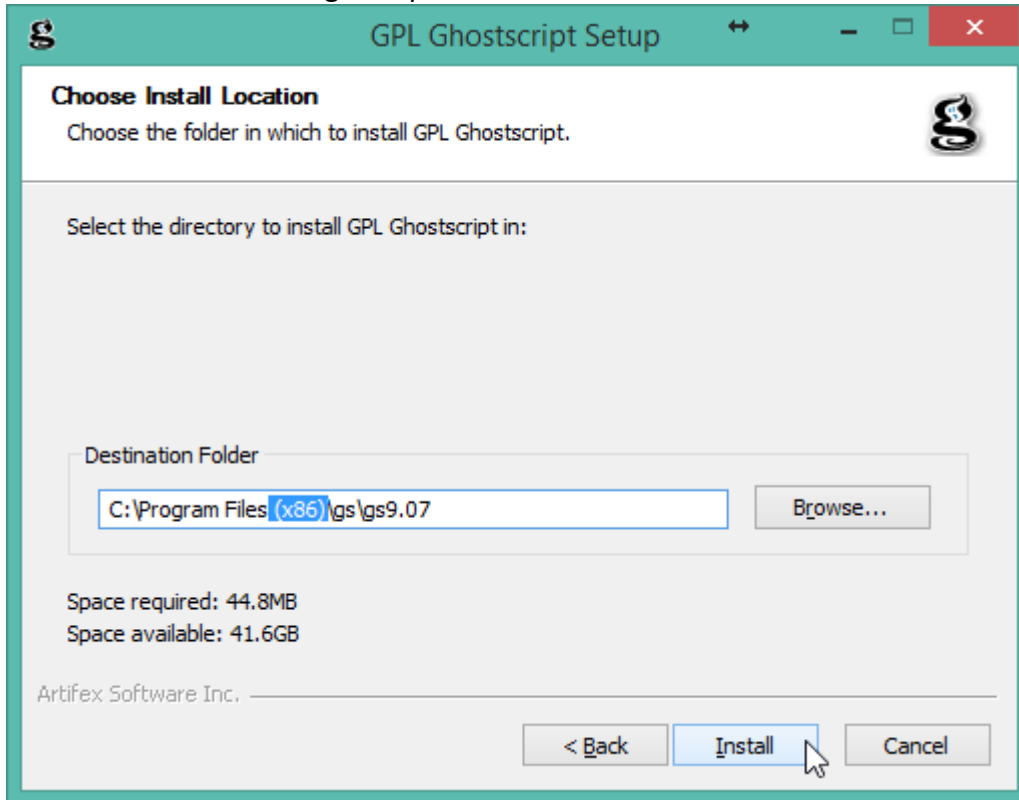 GPL Ghostscript Setup
Choose Install Location
Choose the folder in which to install GPL Ghostscript.
Select the directory to install GPL Ghostscript in:
Destination Folder
C:\Program Files (x86)\gs\gs9.07
Browse...
Space required: 44.8MB
Space available: 41.6GB
Artifex Software Inc.
< Back Install Cancel